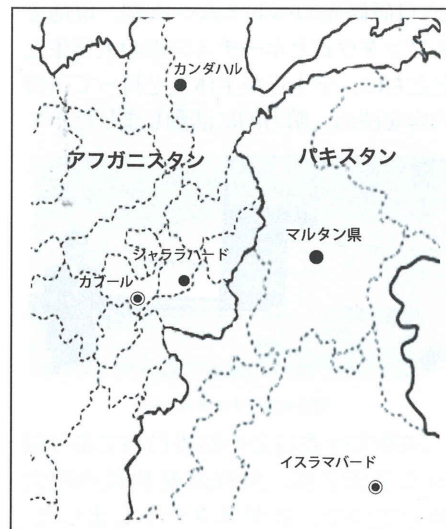 カンダハル
アフガニスタン
パキスタン
ジャララバード
マルタン県
カブール
イスラマバード